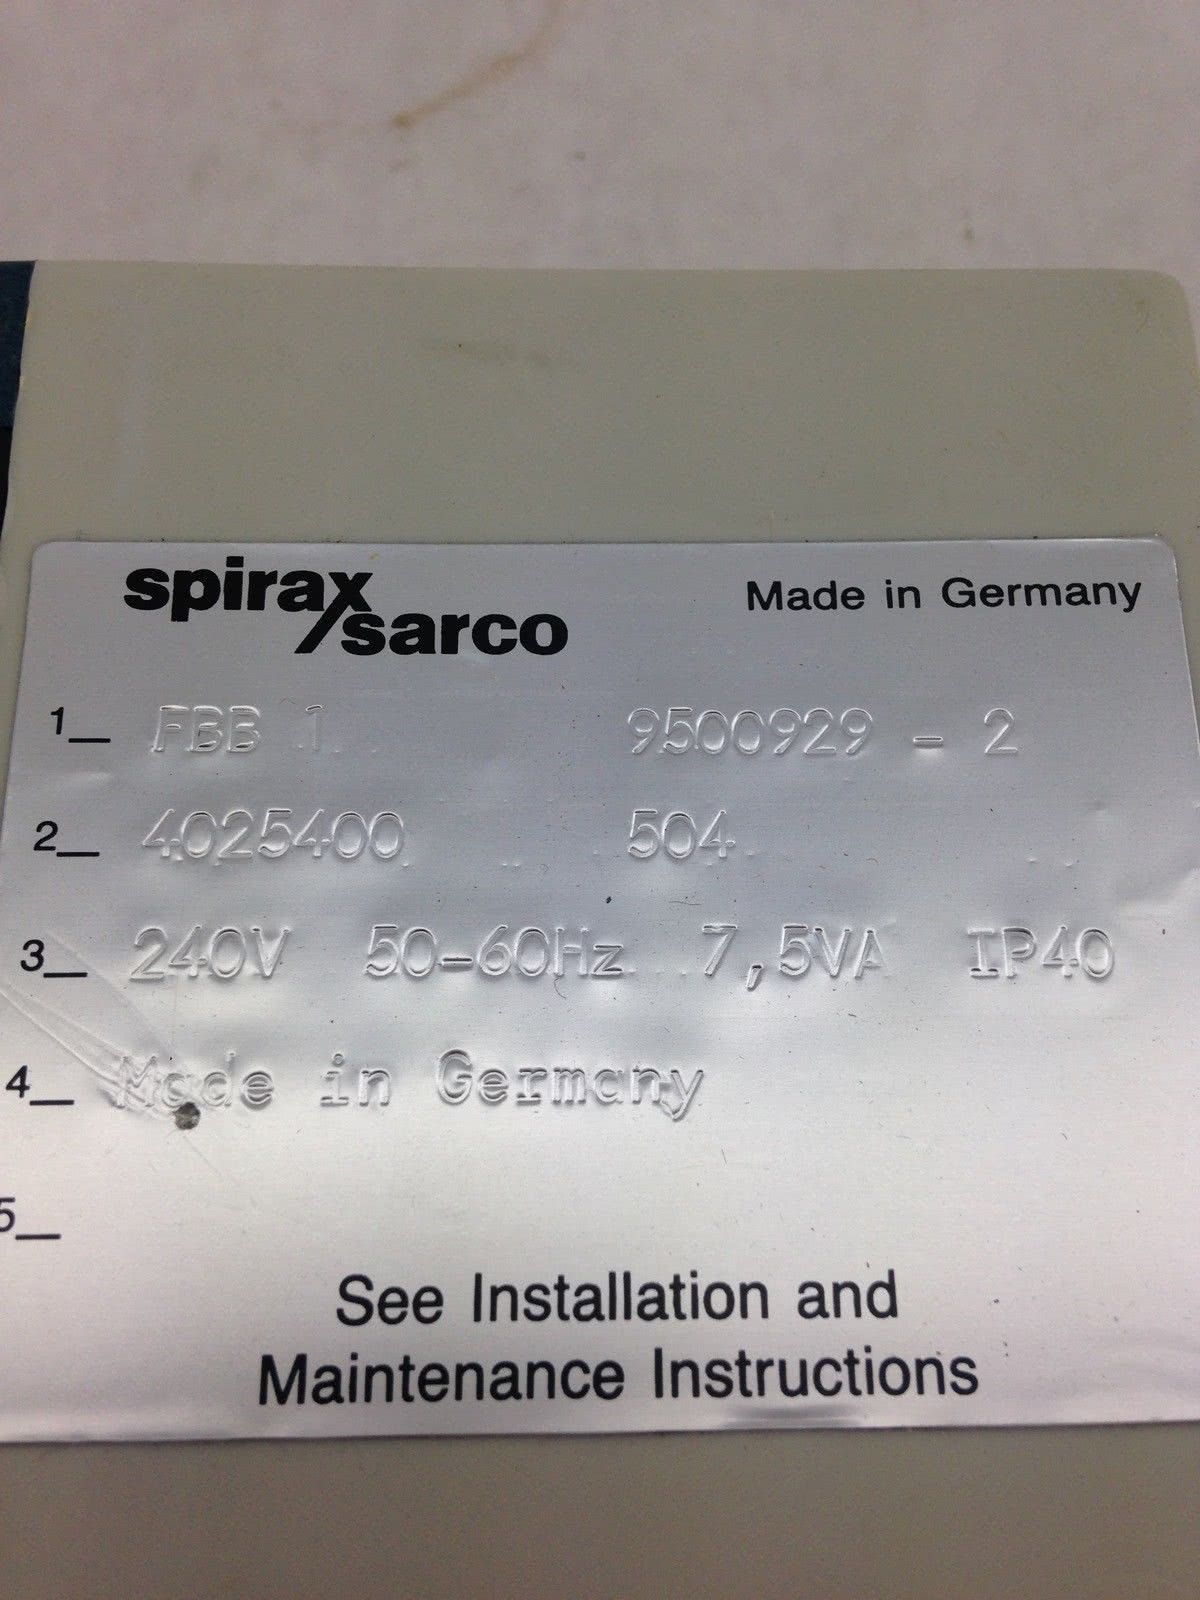 spirax
sarco
Made in Germany
1_ FBB 1 9500929 - 2
2_ 4025400 504
3_ 240V 50-60Hz 7,5VA IP40
4_ Made in Germany
5_
See Installation and
Maintenance Instructions